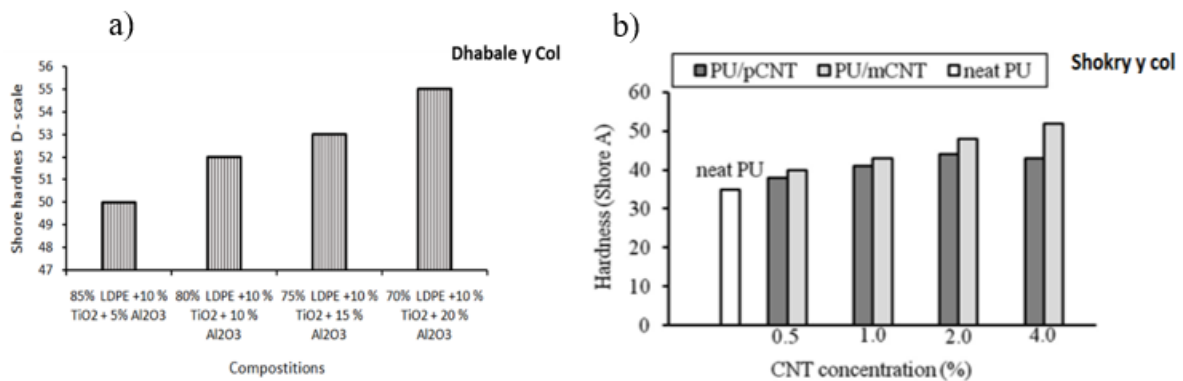 a)
Dhabale y Col
Shore hardnes D - scale
56
55
54
53
52
51
50
49
48
47
85% LDPE +10 % 80% LDPE +10 % 75% LDPE +10 % 70% LDPE +10 %
TiO2 + 5% Al2O3 TiO2 + 10 % TiO2 + 15 % TiO2 + 20 %
Al2O3 Al2O3 Al2O3
Compostitions
b)
Shokry y col
PU/pCNT PU/mCNT neat PU
Hardness (Shore A)
60
50
40
30
20
10
0
neat PU
0.5 1.0 2.0 4.0
CNT concentration (%)